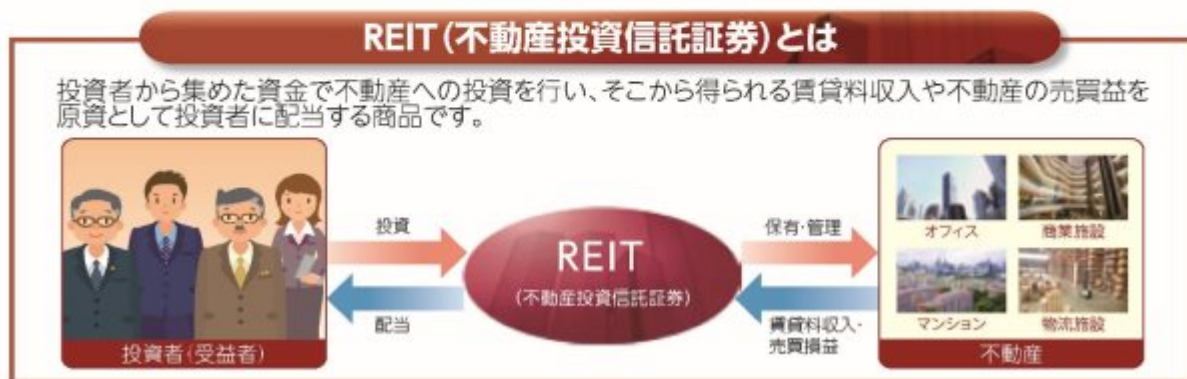 REIT(不動産投資信託証券)とは
投資者から集めた資金で不動産への投資を行い、そこから得られる賃貸料収入や不動産の売買益を
原資として投資者に配当する商品です。
投資
配当
投資者(受益者)
REIT
(不動産投資信託証券)
保有・管理
賃貸料収入・
売買損益
オフィス
商業施設
マンション
物流施設
不動産